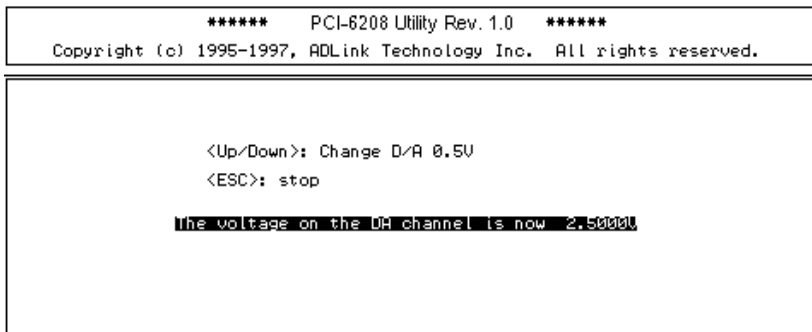 ****** PCI-6208 Utility Rev. 1.0 ******
Copyright (c) 1995-1997, ADLink Technology Inc. All rights reserved.
<Up/Down>: Change D/A 0.5V
<ESC>: stop
The voltage on the DA channel is now 2.5000V